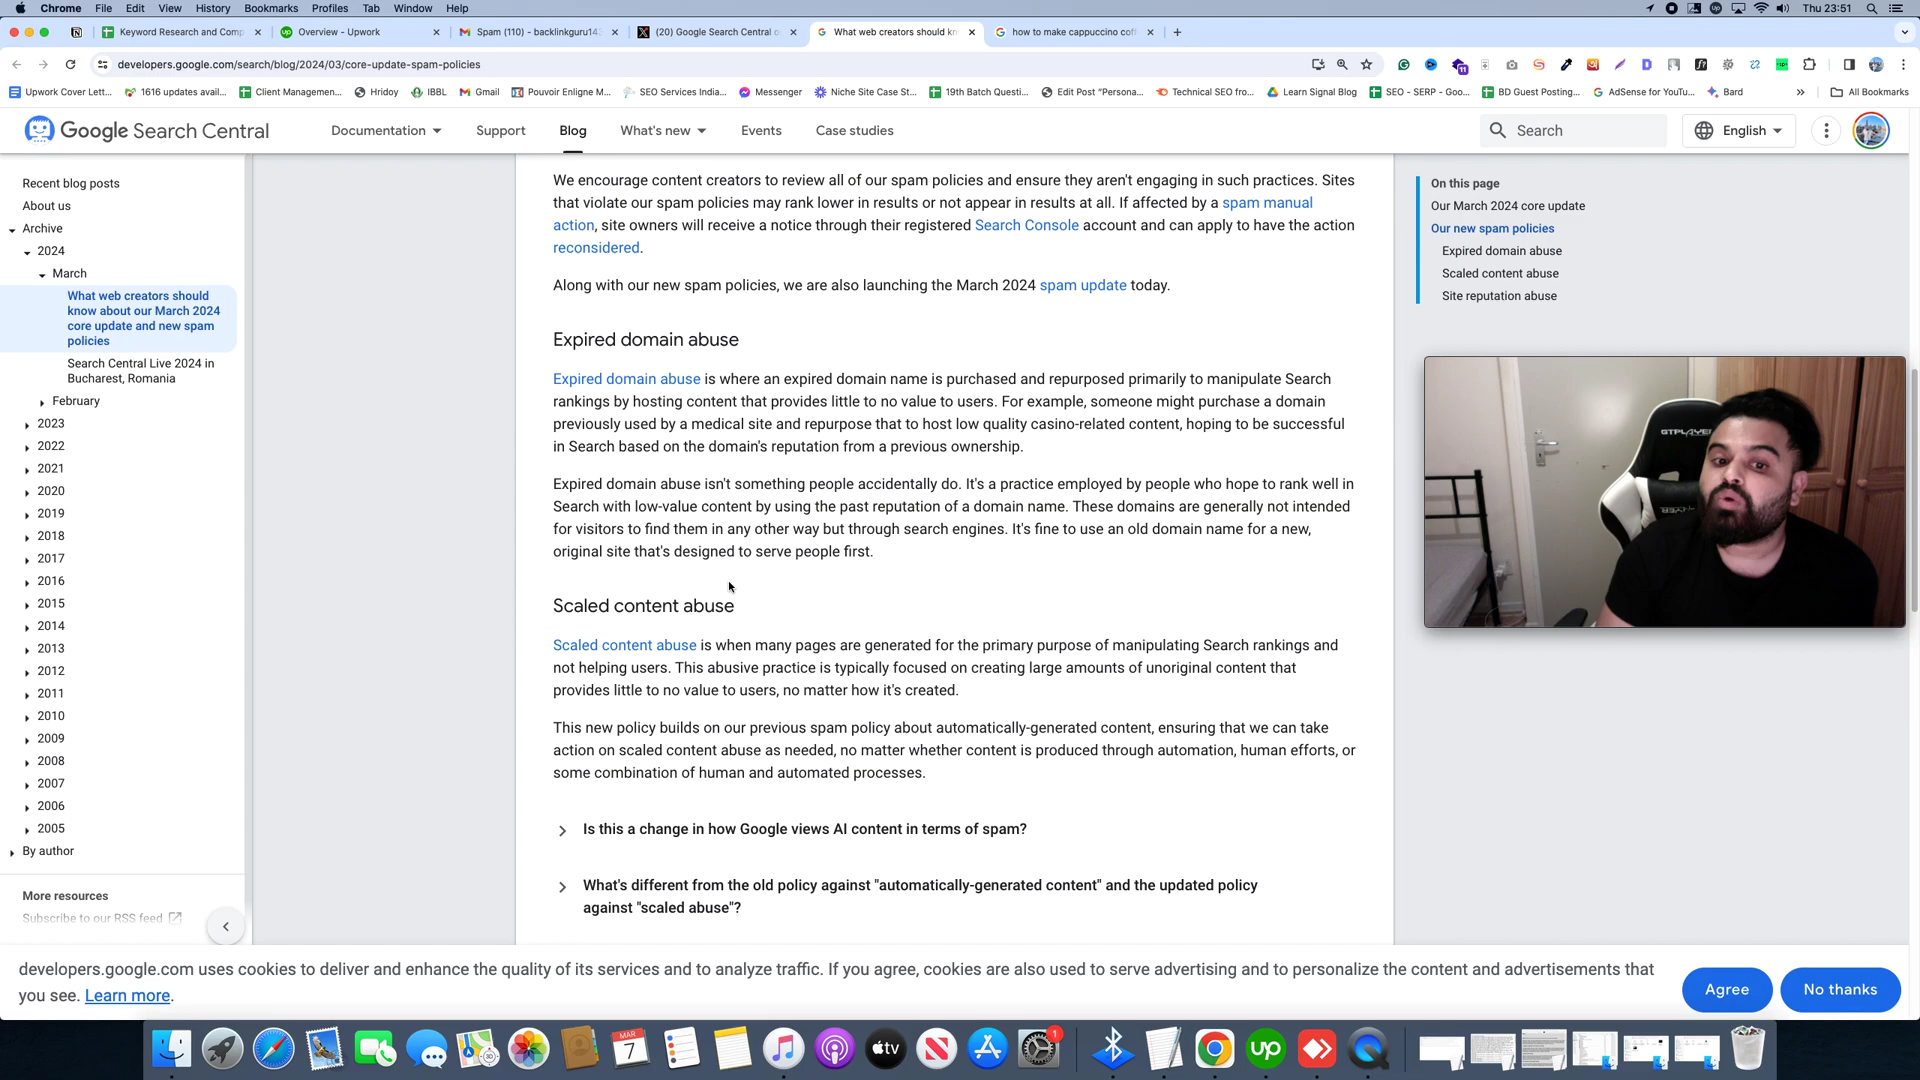 Chrome File Edit View History Bookmarks Profiles Tab Window Help
Thu 23:51
Keyword Research and Comp
Overview - Upwork
Spam (110) - backlinkguru14
(20) Google Search Central o
What web creators should kn
how to make cappuccino cof
developers.google.com/search/blog/2024/03/core-update-spam-policies
Upwork Cover Lett...
1616 updates avail...
Client Managemen...
Hridoy
IBBL
Gmail
Pouvoir Enligne M...
SEO Services India...
Messenger
Niche Site Case St...
19th Batch Questi...
Edit Post “Persona...
Technical SEO fro...
Learn Signal Blog
SEO - SERP - Goo...
BD Guest Posting...
AdSense for YouTu...
Bard
All Bookmarks
Google Search Central
Documentation
Support
Blog
What's new
Events
Case studies
Search
English
Recent blog posts
About us
Archive
2024
March
What web creators should
know about our March 2024
core update and new spam
policies
Search Central Live 2024 in
Bucharest, Romania
February
2023
2022
2021
2020
2019
2018
2017
2016
2015
2014
2013
2012
2011
2010
2009
2008
2007
2006
2005
By author
More resources
Subscribe to our RSS feed
We encourage content creators to review all of our spam policies and ensure they aren't engaging in such practices. Sites
that violate our spam policies may rank lower in results or not appear in results at all. If affected by a spam manual
action, site owners will receive a notice through their registered Search Console account and can apply to have the action
reconsidered.
Along with our new spam policies, we are also launching the March 2024 spam update today.
Expired domain abuse
Expired domain abuse is where an expired domain name is purchased and repurposed primarily to manipulate Search
rankings by hosting content that provides little to no value to users. For example, someone might purchase a domain
previously used by a medical site and repurpose that to host low quality casino-related content, hoping to be successful
in Search based on the domain's reputation from a previous ownership.
Expired domain abuse isn't something people accidentally do. It's a practice employed by people who hope to rank well in
Search with low-value content by using the past reputation of a domain name. These domains are generally not intended
for visitors to find them in any other way but through search engines. It's fine to use an old domain name for a new,
original site that's designed to serve people first.
Scaled content abuse
Scaled content abuse is when many pages are generated for the primary purpose of manipulating Search rankings and
not helping users. This abusive practice is typically focused on creating large amounts of unoriginal content that
provides little to no value to users, no matter how it's created.
This new policy builds on our previous spam policy about automatically-generated content, ensuring that we can take
action on scaled content abuse as needed, no matter whether content is produced through automation, human efforts, or
some combination of human and automated processes.
Is this a change in how Google views AI content in terms of spam?
What's different from the old policy against "automatically-generated content" and the updated policy
against "scaled abuse"?
On this page
Our March 2024 core update
Our new spam policies
Expired domain abuse
Scaled content abuse
Site reputation abuse
GTPLAYER
developers.google.com uses cookies to deliver and enhance the quality of its services and to analyze traffic. If you agree, cookies are also used to serve advertising and to personalize the content and advertisements that
you see. Learn more.
Agree
No thanks
MAR
7
tv
up
1